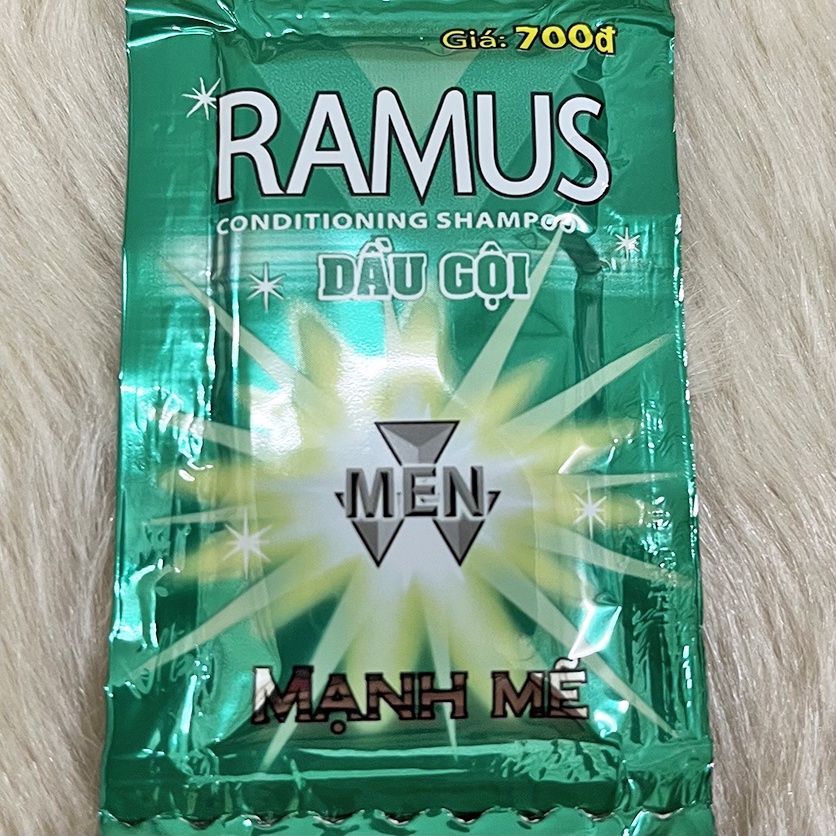 Giá: 700đ
RAMUS
CONDITIONING SHAMPOO
DẦU GỘI
MEN
MẠNH MẼ